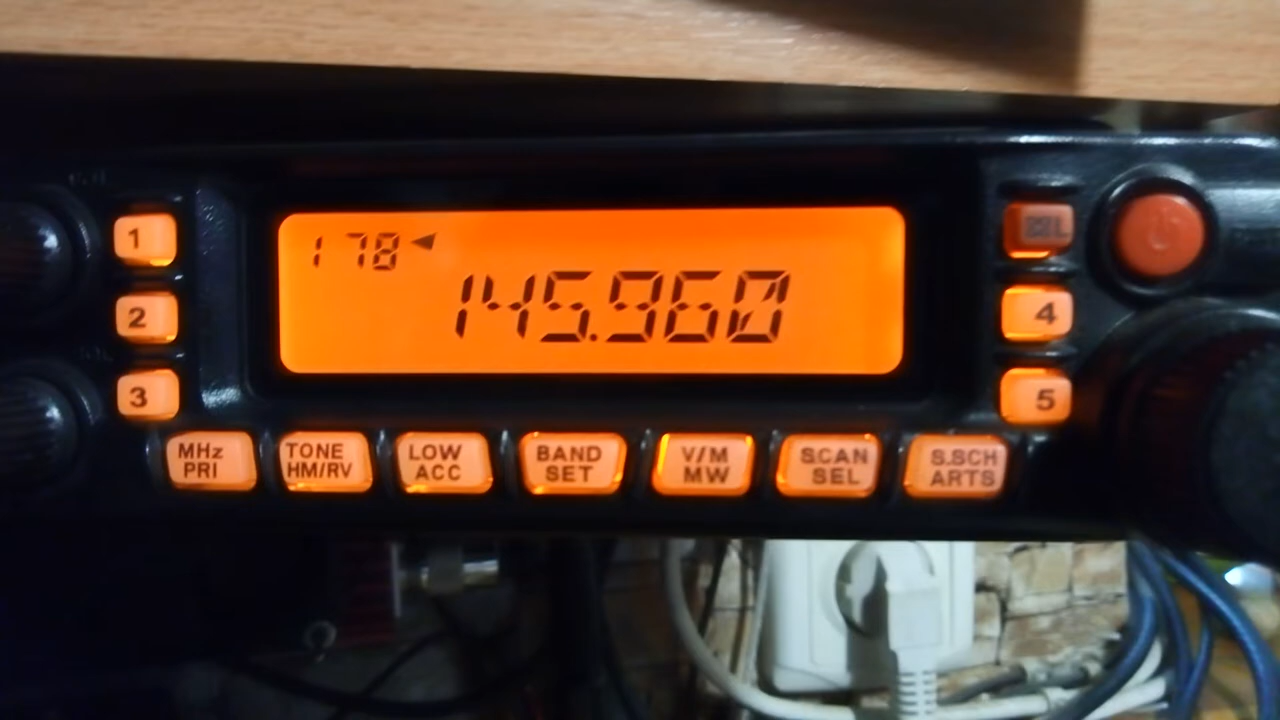 1 178
145.960
1
2
3
4
5
MHz
PRI
TONE
HM/RV
LOW
ACC
BAND
SET
V/M
MW
SCAN
SEL
S.SCH
ARTS